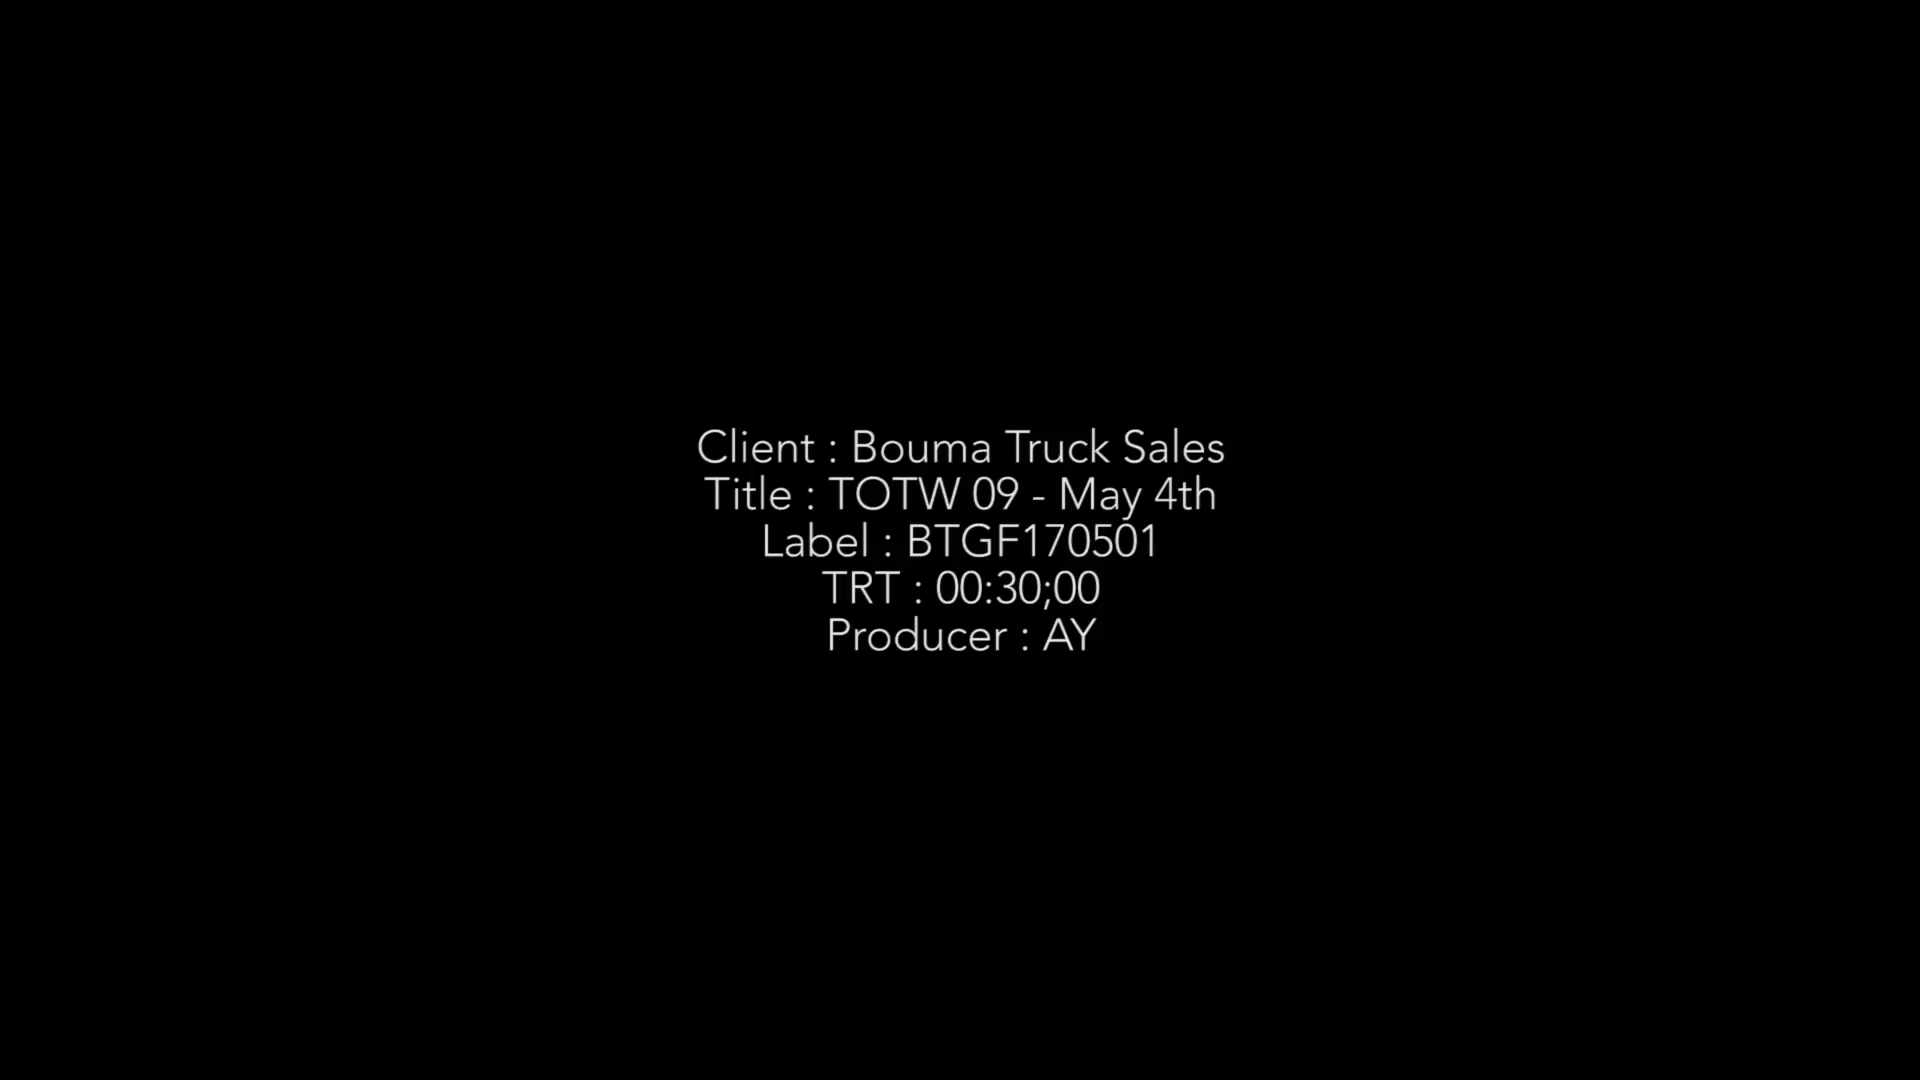 Client : Bouma Truck Sales
Title : TOTW 09 - May 4th
Label : BTGF170501
TRT : 00:30;00
Producer : AY